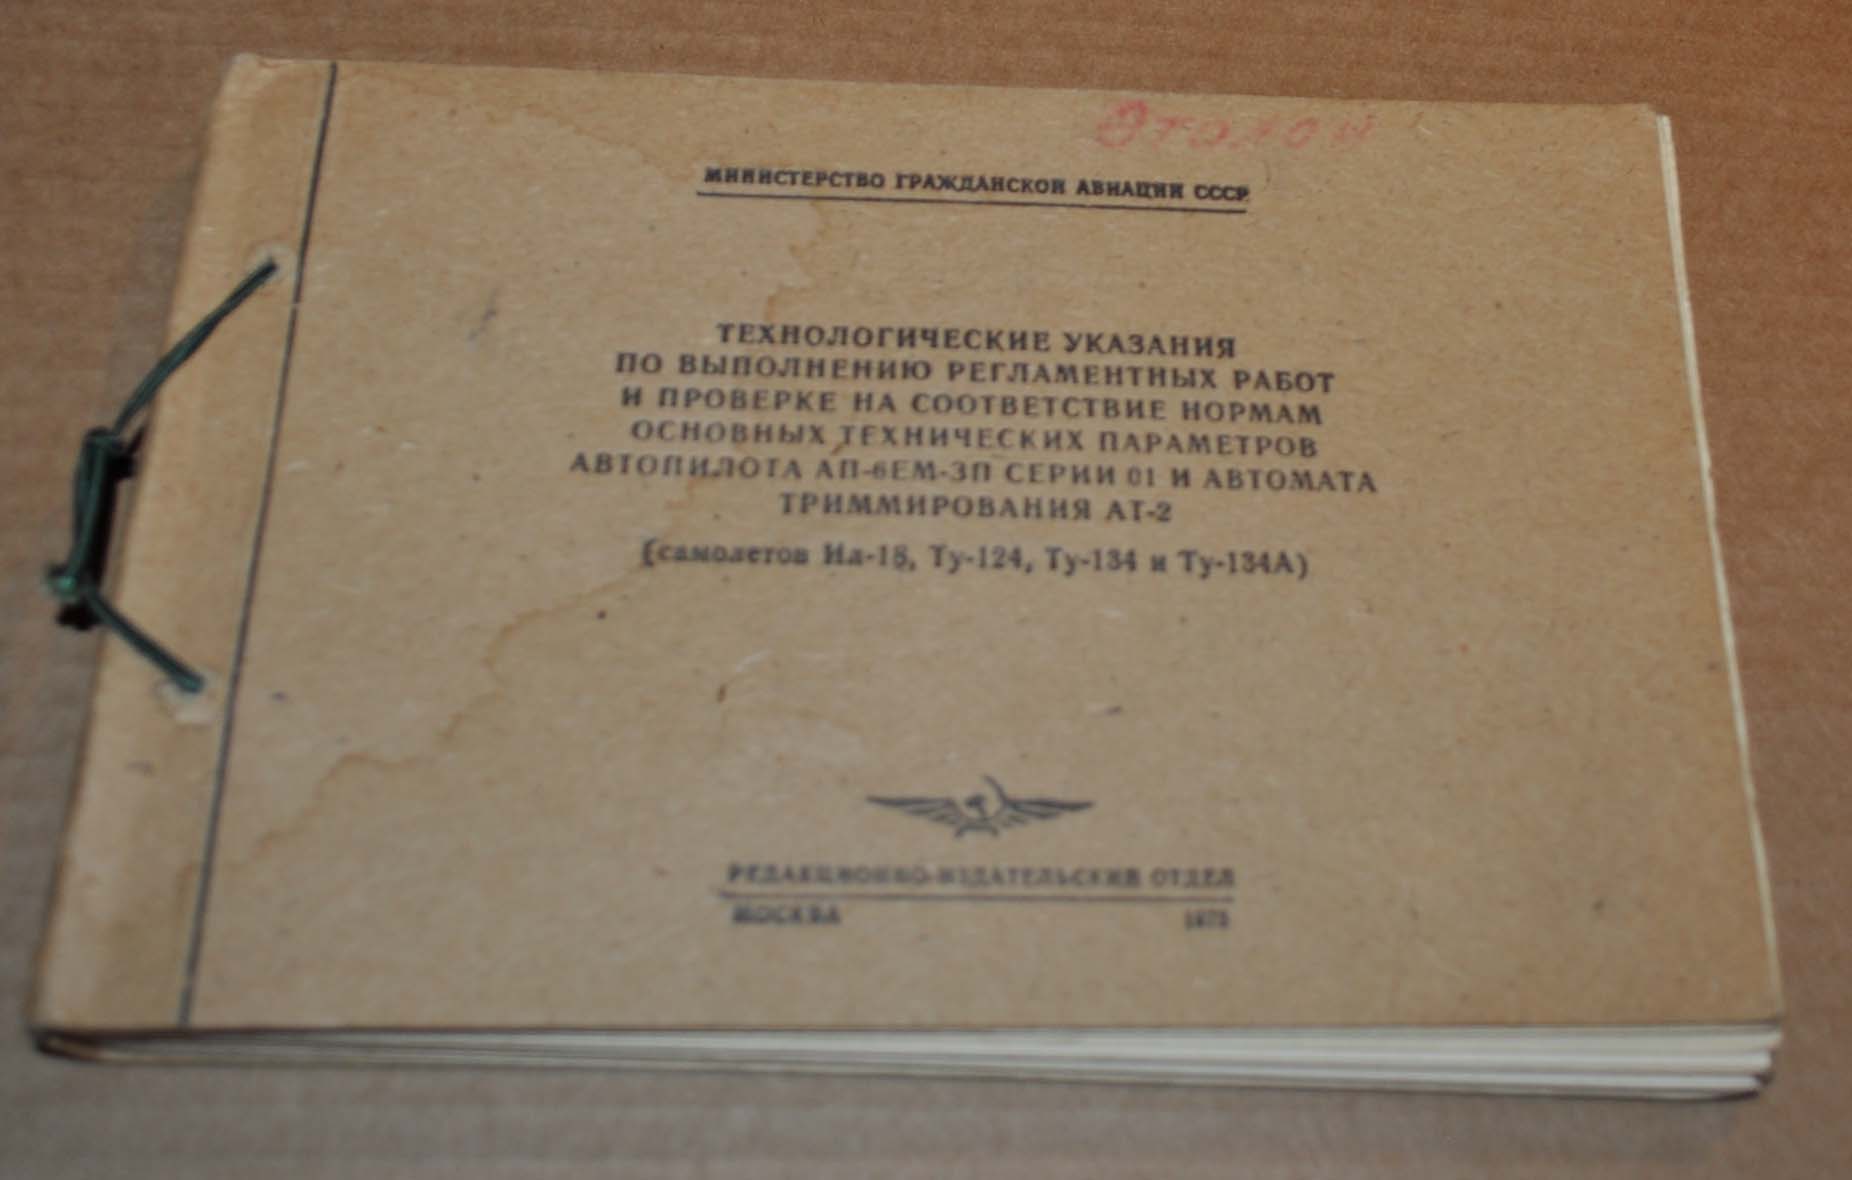 МИНИСТЕРСТВО ГРАЖДАНСКОЙ АВИАЦИИ СССР
ТЕХНОЛОГИЧЕСКИЕ УКАЗАНИЯ
ПО ВЫПОЛНЕНИЮ РЕГЛАМЕНТНЫХ РАБОТ
И ПРОВЕРКЕ НА СООТВЕТСТВИЕ НОРМАМ
ОСНОВНЫХ ТЕХНИЧЕСКИХ ПАРАМЕТРОВ
АВТОПИЛОТА АП-6ЕМ-3П СЕРИИ 01 И АВТОМАТА
ТРИММИРОВАНИЯ АТ-2
(самолетов Ил-18, Ту-124, Ту-134 и Ту-134А)
РЕДАКЦИОННО-ИЗДАТЕЛЬСКИЙ ОТДЕЛ
МОСКВА